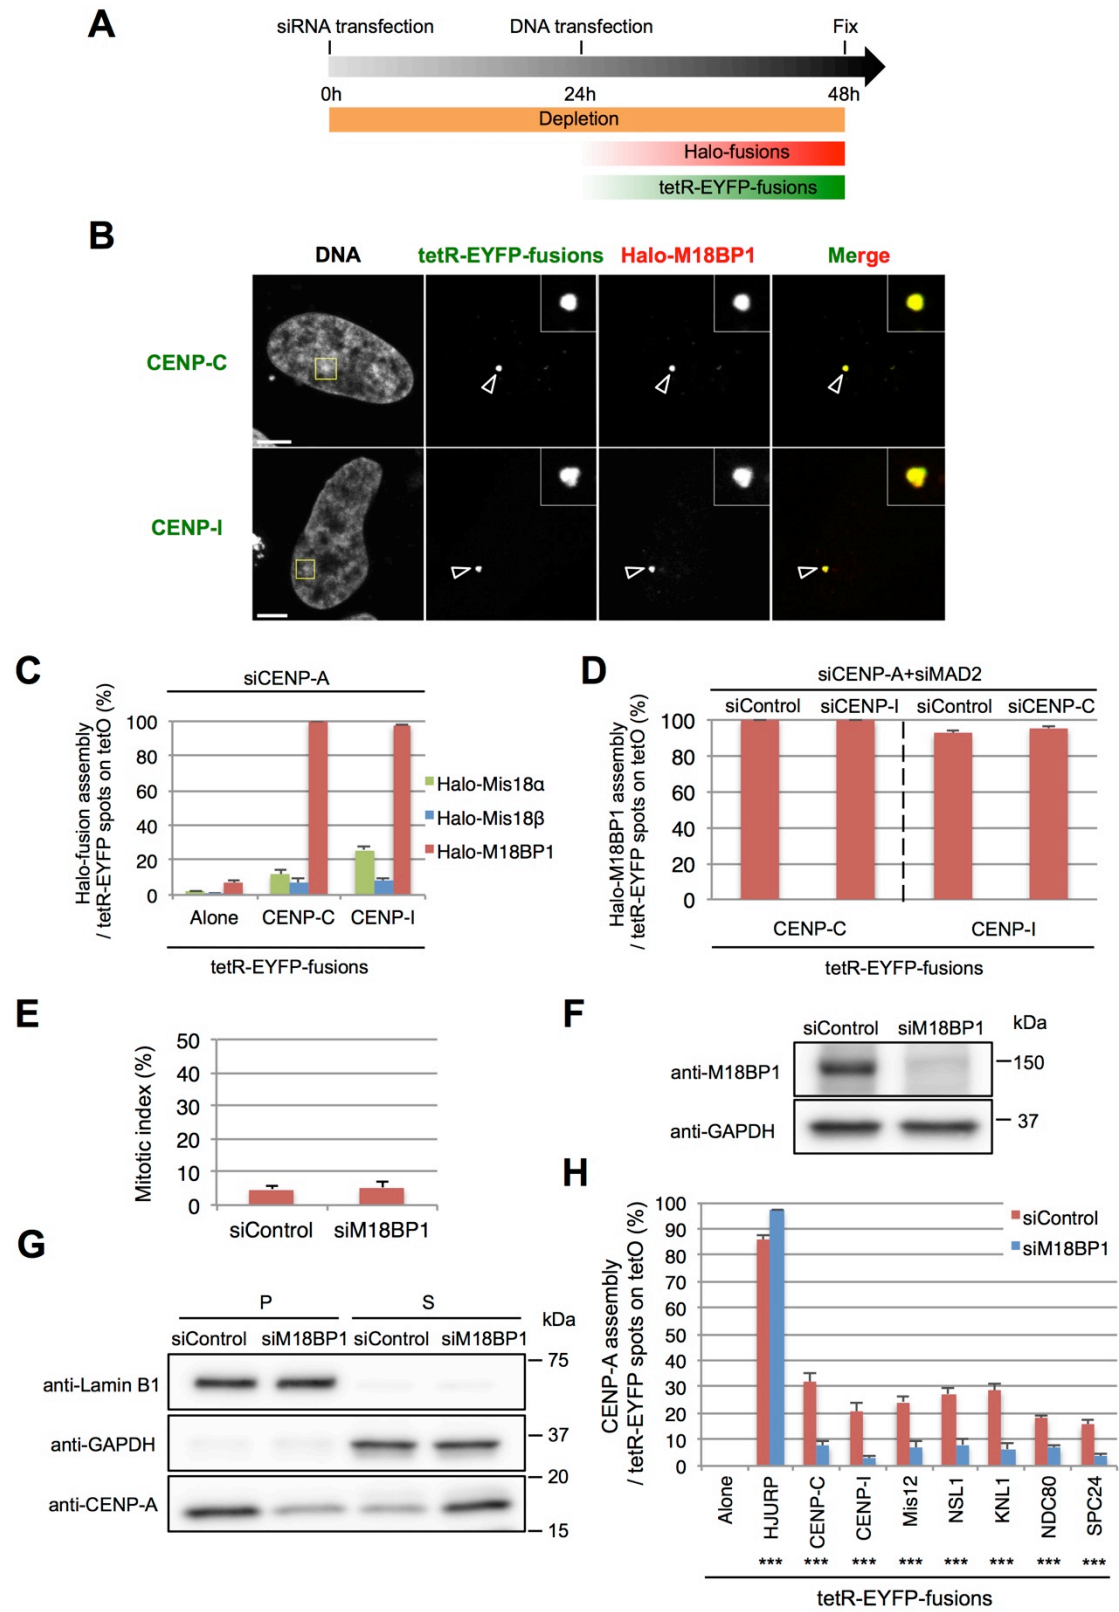 A
siRNA transfection
DNA transfection
Fix
0h
24h
48h
Depletion
Halo-fusions
tetR-EYFP-fusions
B
DNA
tetR-EYFP-fusions
Halo-M18BP1
Merge
CENP-C
CENP-I
C
siCENP-A
Halo-fusion assembly
/ tetR-EYFP spots on tetO (%)
100
80
60
40
20
0
Halo-Mis18α
Halo-Mis18β
Halo-M18BP1
Alone
CENP-C
CENP-I
tetR-EYFP-fusions
D
siCENP-A+siMAD2
siControl
siCENP-I
siControl
siCENP-C
Halo-M18BP1 assembly
/ tetR-EYFP spots on tetO (%)
100
80
60
40
20
0
CENP-C
CENP-I
tetR-EYFP-fusions
E
Mitotic index (%)
50
40
30
20
10
0
siControl
siM18BP1
F
siControl
siM18BP1
kDa
anti-M18BP1
150
anti-GAPDH
37
G
P
S
kDa
siControl
siM18BP1
siControl
siM18BP1
anti-Lamin B1
75
anti-GAPDH
37
20
anti-CENP-A
15
H
CENP-A assembly
/ tetR-EYFP spots on tetO (%)
100
90
80
70
60
50
40
30
20
10
0
siControl
siM18BP1
Alone
HJURP
CENP-C
CENP-I
Mis12
NSL1
KNL1
NDC80
SPC24
*** *** *** *** *** *** *** ***
tetR-EYFP-fusions